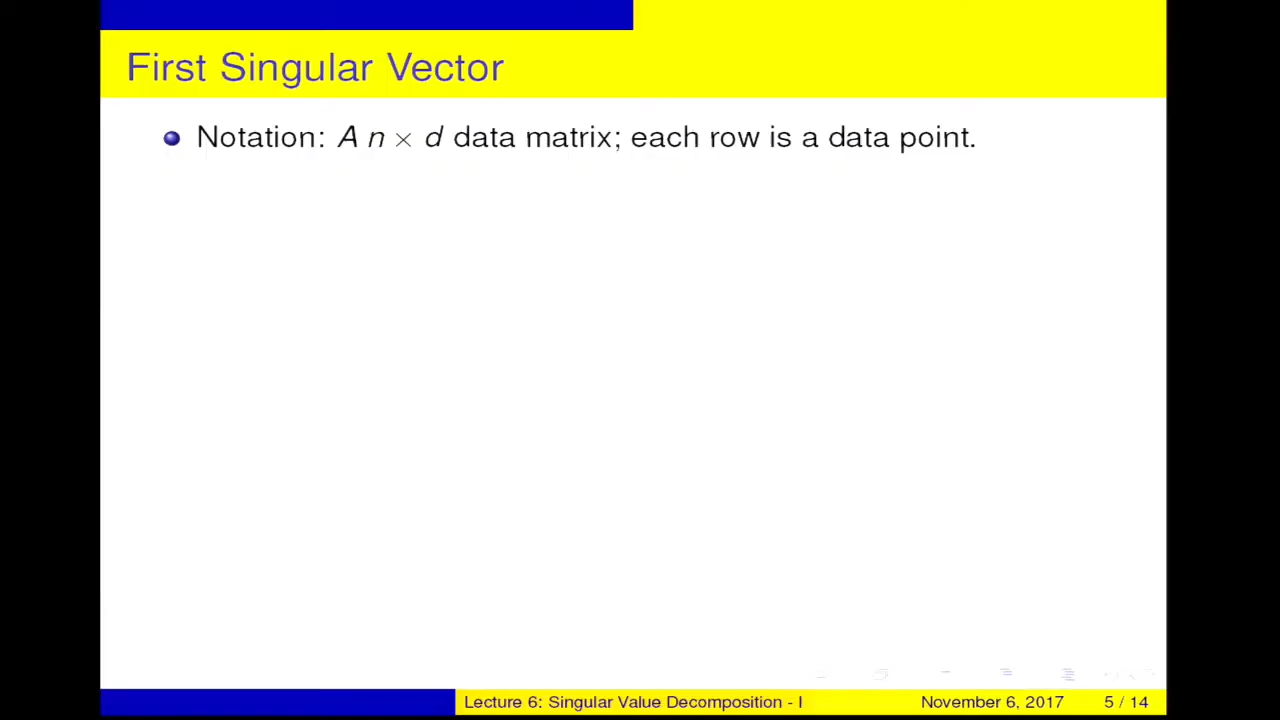 First Singular Vector
Notation: A n × d data matrix; each row is a data point.
Lecture 6: Singular Value Decomposition - I November 6, 2017 5 / 14